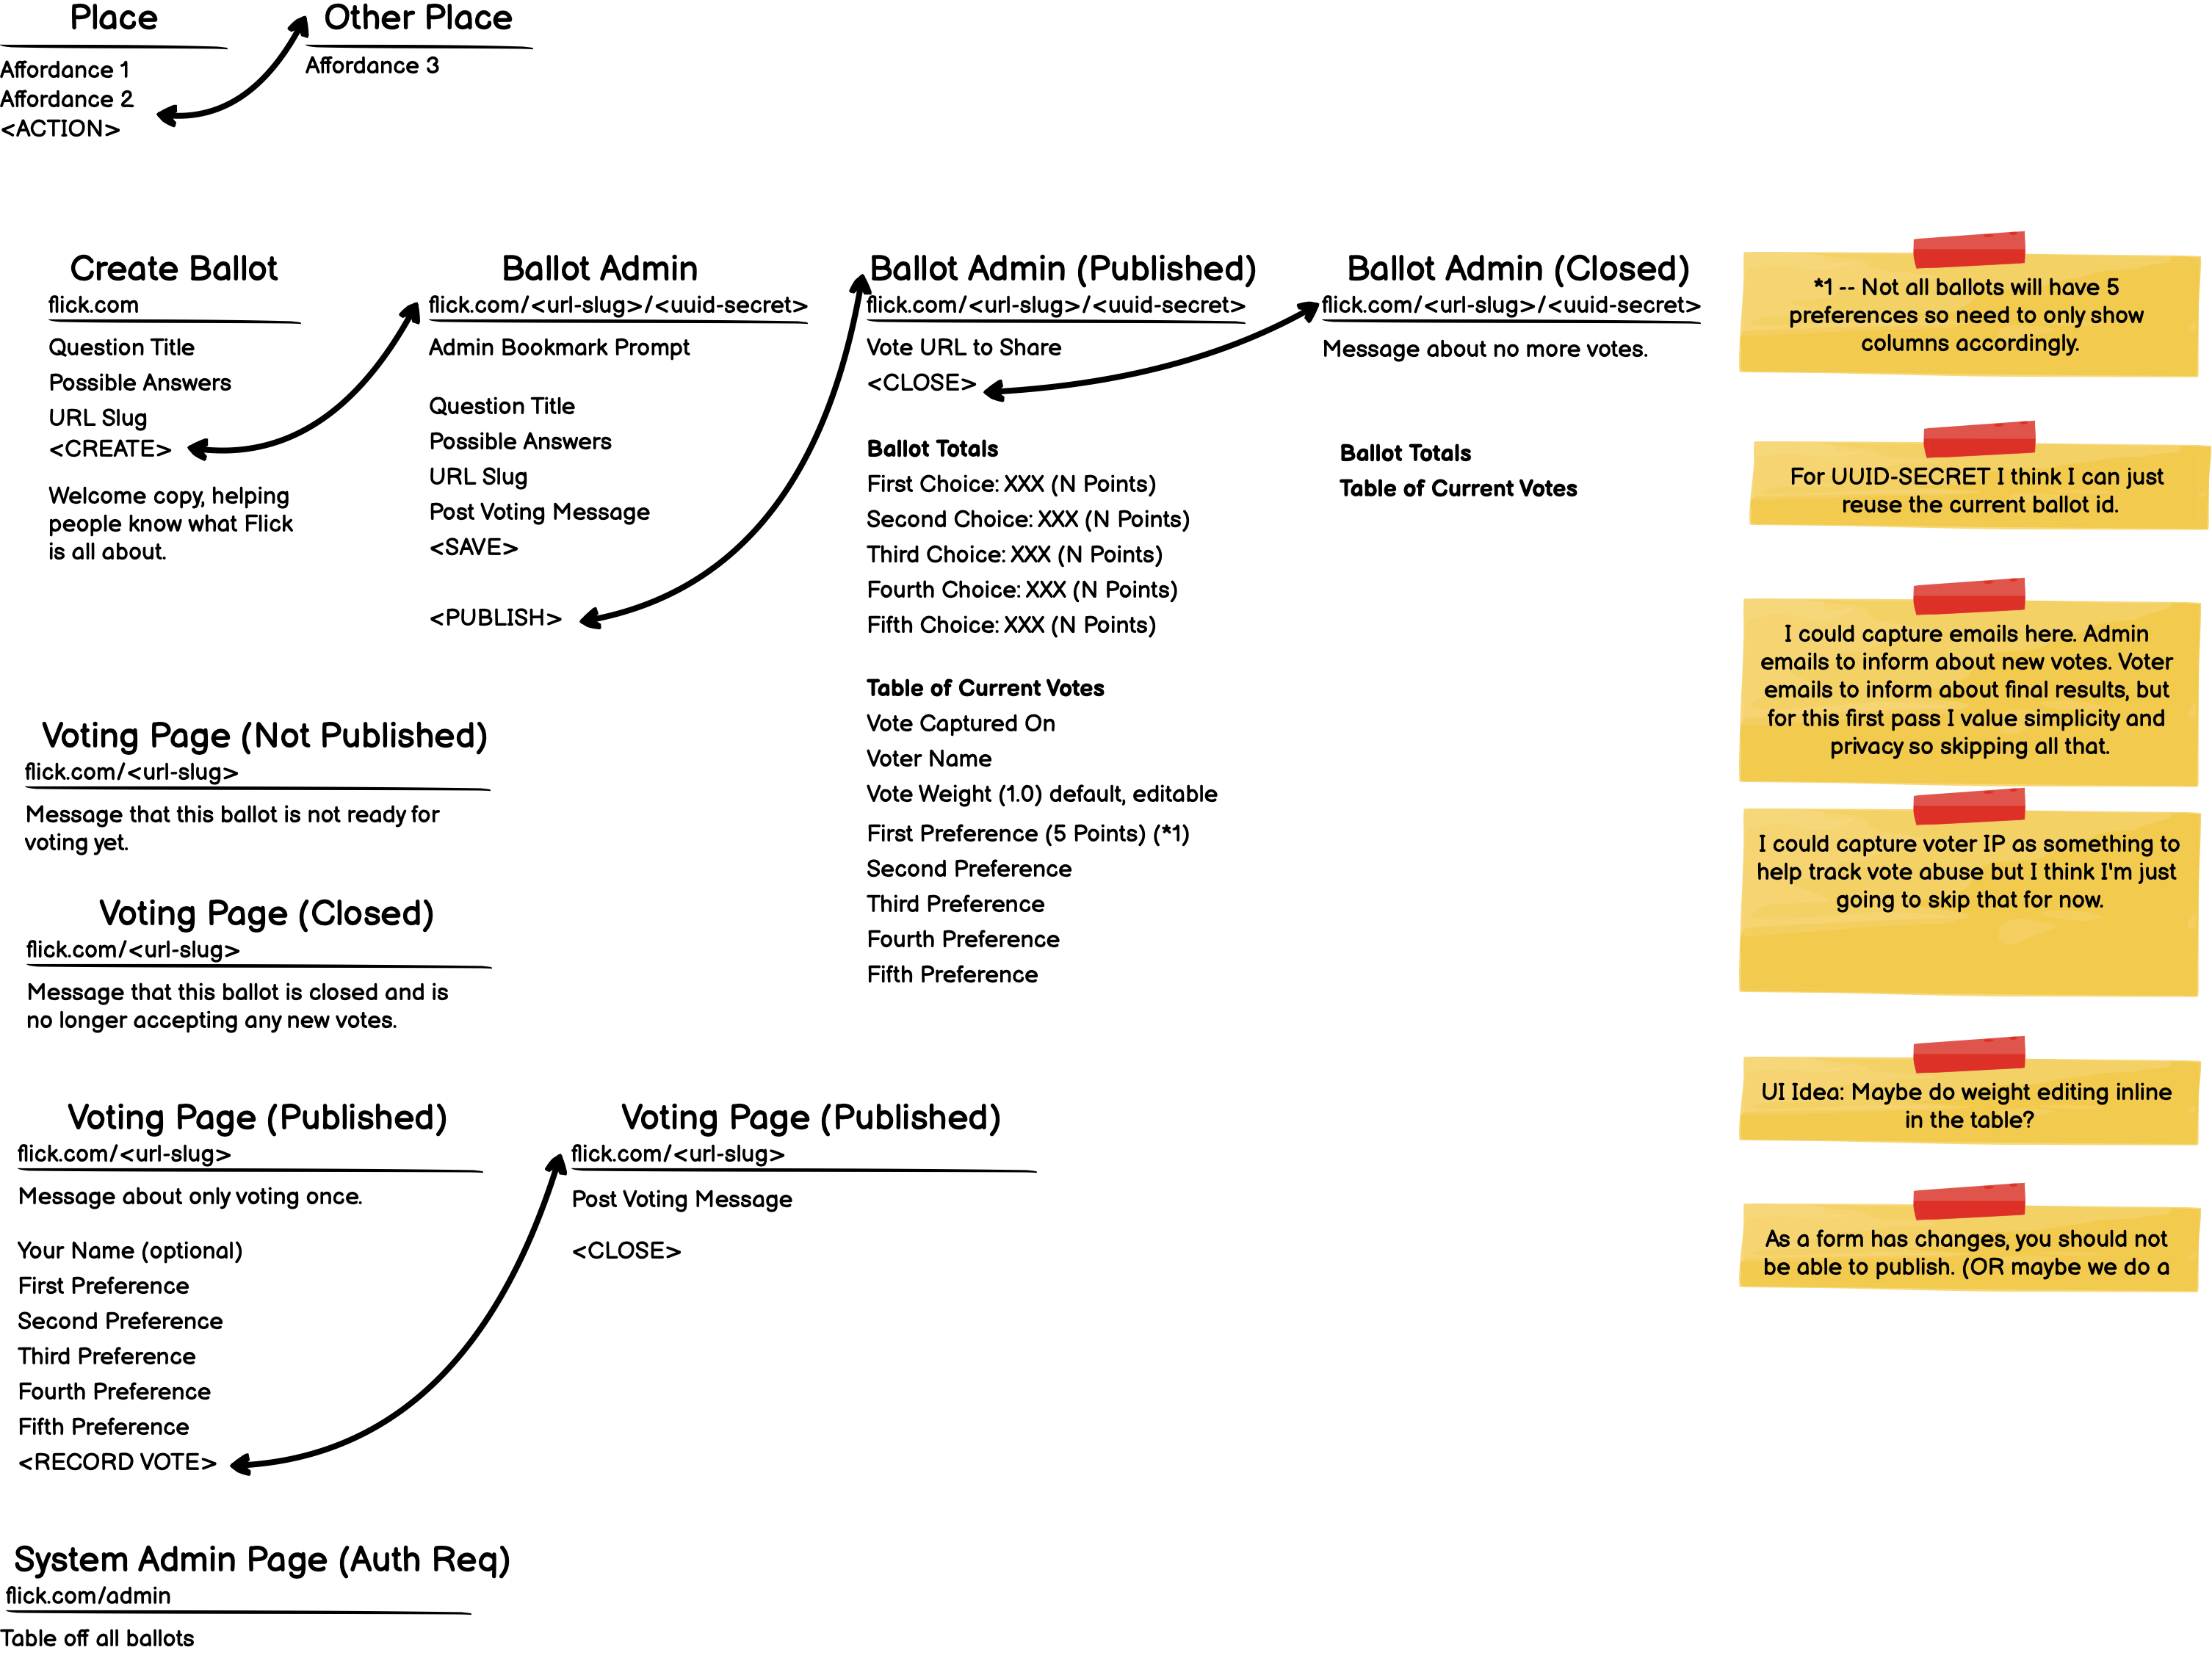 Place
Affordance 1
Affordance 2
<ACTION>
Other Place
Affordance 3
Create Ballot
flick.com
Question Title
Possible Answers
URL Slug
<CREATE>
Welcome copy, helping
people know what Flick
is all about.
Ballot Admin
flick.com/<url-slug>/<uuid-secret>
Admin Bookmark Prompt
Question Title
Possible Answers
URL Slug
Post Voting Message
<SAVE>
<PUBLISH>
Ballot Admin (Published)
flick.com/<url-slug>/<uuid-secret>
Vote URL to Share
<CLOSE>
Ballot Totals
First Choice: XXX (N Points)
Second Choice: XXX (N Points)
Third Choice: XXX (N Points)
Fourth Choice: XXX (N Points)
Fifth Choice: XXX (N Points)
Table of Current Votes
Vote Captured On
Voter Name
Vote Weight (1.0) default, editable
First Preference (5 Points) (*1)
Second Preference
Third Preference
Fourth Preference
Fifth Preference
Ballot Admin (Closed)
flick.com/<url-slug>/<uuid-secret>
Message about no more votes.
Ballot Totals
Table of Current Votes
*1 -- Not all ballots will have 5
preferences so need to only show
columns accordingly.
For UUID-SECRET I think I can just
reuse the current ballot id.
I could capture emails here. Admin
emails to inform about new votes. Voter
emails to inform about final results, but
for this first pass I value simplicity and
privacy so skipping all that.
I could capture voter IP as something to
help track vote abuse but I think I'm just
going to skip that for now.
UI Idea: Maybe do weight editing inline
in the table?
As a form has changes, you should not
be able to publish. (OR maybe we do a
Voting Page (Not Published)
flick.com/<url-slug>
Message that this ballot is not ready for
voting yet.
Voting Page (Closed)
flick.com/<url-slug>
Message that this ballot is closed and is
no longer accepting any new votes.
Voting Page (Published)
flick.com/<url-slug>
Message about only voting once.
Your Name (optional)
First Preference
Second Preference
Third Preference
Fourth Preference
Fifth Preference
<RECORD VOTE>
Voting Page (Published)
flick.com/<url-slug>
Post Voting Message
<CLOSE>
System Admin Page (Auth Req)
flick.com/admin
Table off all ballots